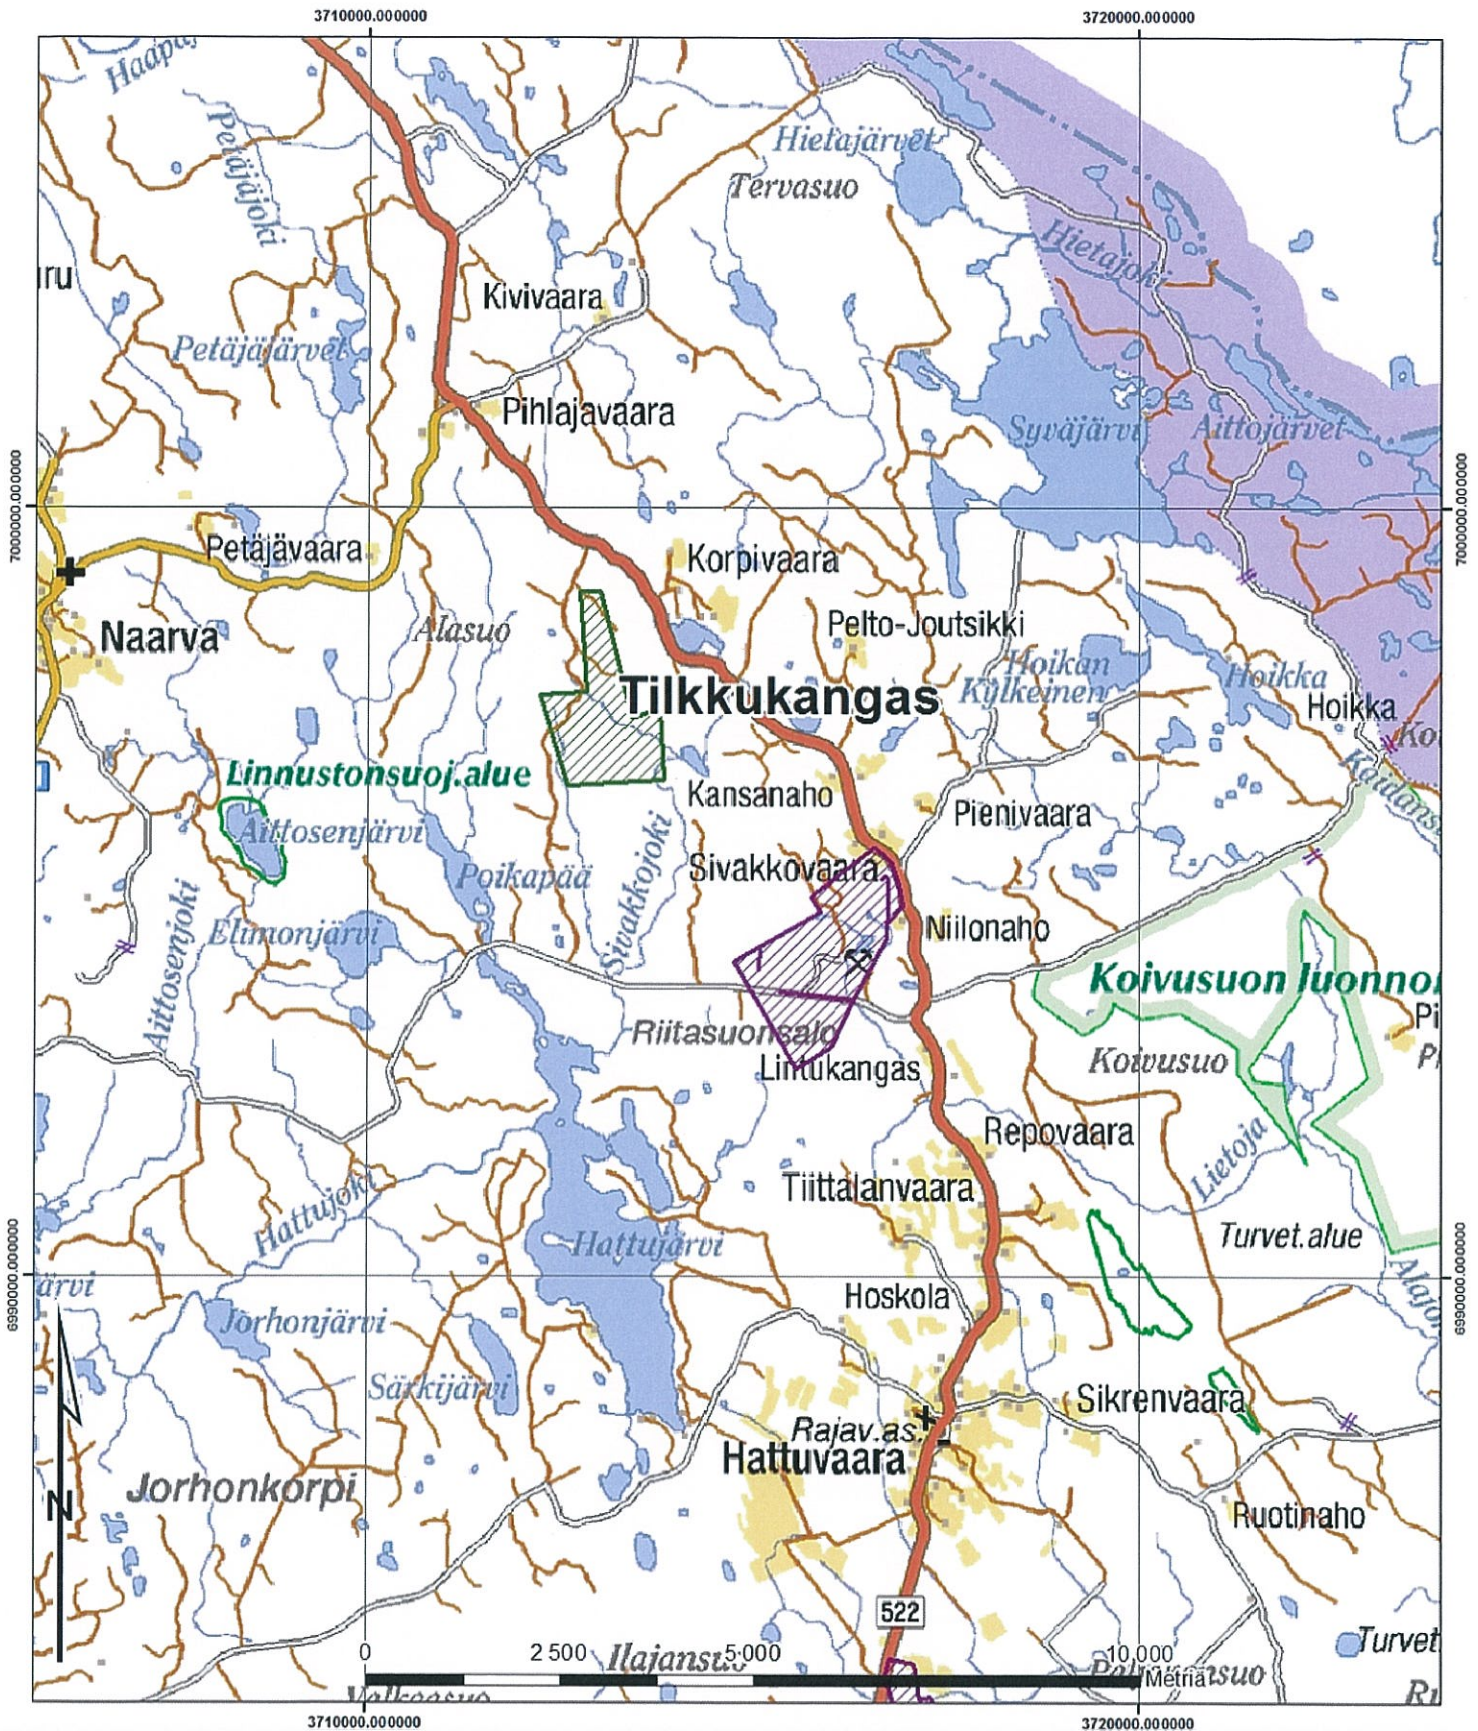 3710000.000000
3720000.000000
Petäjäjoki
Hietajärvet
Tervasuo
Hietajoki
Kivivaara
Petäjäjärvet
Pihlajavaara
Syväjärvi
Aittojärvet
7000000.000000
7000000.000000
Petäjävaara
Korpivaara
Naarva
Alasuo
Pelto-Joutsikki
Hoikan
Kylkeinen
Hoikka
Tilkkukangas
Hoikka
Linnustonsuoj.alue
Kansanaho
Pienivaara
Aittosenjärvi
Poikapää
Sivakkojoki
Sivakkovaara
Aittosenjoki
Elimonjärvi
Niilonaho
Koivusuon luonno
Riitasuonsalo
Koivusuo
Lintukangas
Repovaara
Lietoja
Tiittalanvaara
Hattujoki
Hattujärvi
Turvet.alue
6990000.000000
6990000.000000
ärvi
Hoskola
Jorhonjärvi
Särkijärvi
Sikrenvaara
Rajav.as.
Hattuvaara
Jorhonkorpi
N
Ruotinaho
522
0 2 500 5 000 10 000
Metriä
Turvet
3710000.000000
3720000.000000